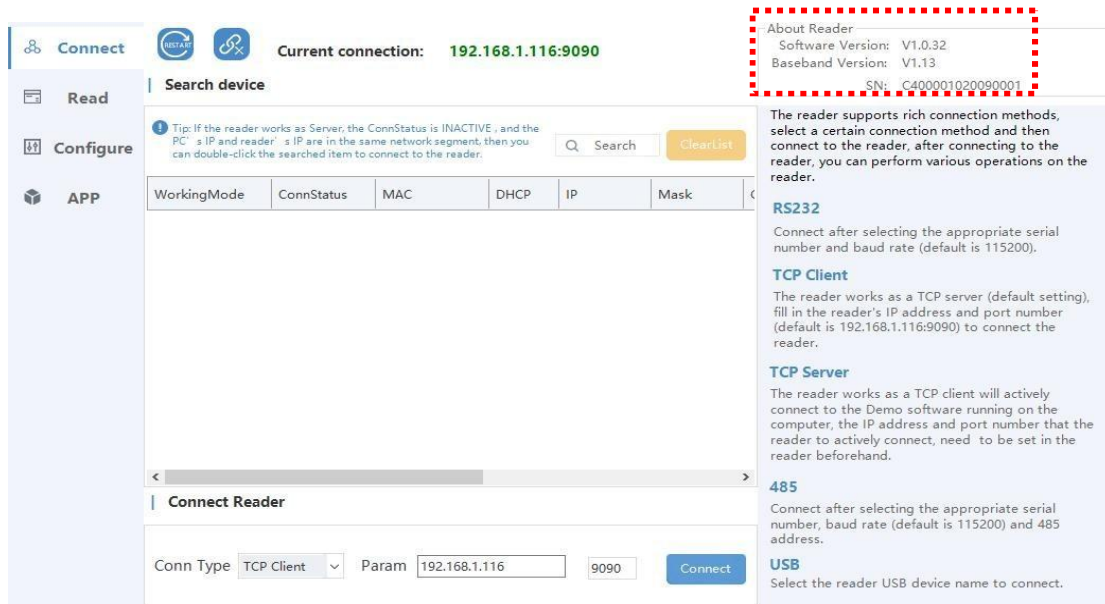 Connect
Read
Configure
APP
RESTART
Current connection: 192.168.1.116:9090
Search device
Tip: If the reader works as Server, the ConnStatus is INACTIVE , and the
PC' s IP and reader' s IP are in the same network segment, then you
can double-click the searched item to connect to the reader.
Search
ClearList
WorkingMode ConnStatus MAC DHCP IP Mask
Connect Reader
Conn Type TCP Client Param 192.168.1.116 9090 Connect
About Reader
Software Version: V1.0.32
Baseband Version: V1.13
SN: C400001020090001
The reader supports rich connection methods,
select a certain connection method and then
connect to the reader, after connecting to the
reader, you can perform various operations on the
reader.
RS232
Connect after selecting the appropriate serial
number and baud rate (default is 115200).
TCP Client
The reader works as a TCP server (default setting),
fill in the reader's IP address and port number
(default is 192.168.1.116:9090) to connect the
reader.
TCP Server
The reader works as a TCP client will actively
connect to the Demo software running on the
computer, the IP address and port number that the
reader to actively connect, need to be set in the
reader beforehand.
485
Connect after selecting the appropriate serial
number, baud rate (default is 115200) and 485
address.
USB
Select the reader USB device name to connect.